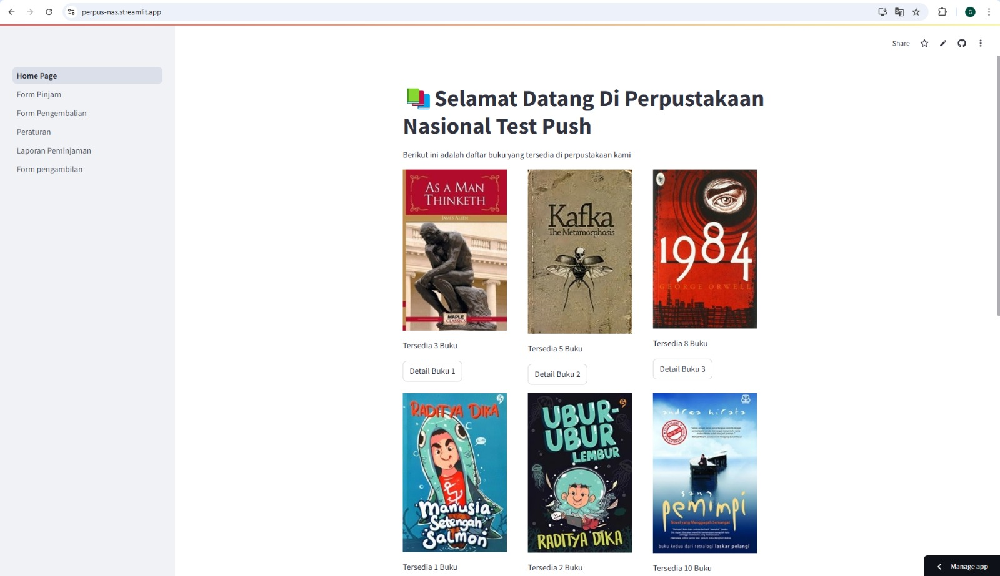 perpus-nas.streamlit.app
C
Share
Home Page
Form Pinjam
Form Pengembalian
Peraturan
Laporan Peminjaman
Form pengambilan
Selamat Datang Di Perpustakaan
Nasional Test Push
Berikut ini adalah daftar buku yang tersedia di perpustakaan kami
AS A MAN
THINKETH
JAMES ALLEN
MAPLE
CLASSICS
Tersedia 3 Buku
Detail Buku 1
Kafka
The Metamorphosis
Tersedia 5 Buku
Detail Buku 2
FP
1984
GEORGE ORWELL
Tersedia 8 Buku
Detail Buku 3
RADITYA DIKA
Manusia
Setengah
Salmon
Tersedia 1 Buku
UBUR-
UBUR
LEMBUR
RADITYA DIKA
Tersedia 2 Buku
andrea hirata
BESTSELLER
sang
pemimpi
Novel yang Menggugah Semangat
buku kedua dari tetralogi laskar pelangi
Tersedia 10 Buku
Manage app